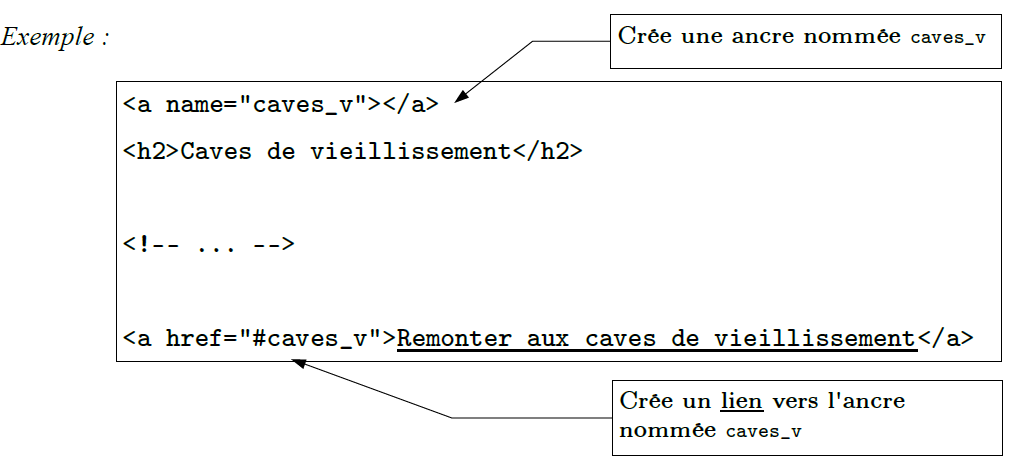 Exemple :
Crée une ancre nommée caves_v
<a name="caves_v"></a>
<h2>Caves de vieillissement</h2>
<!-- ... -->
<a href="#caves_v">Remonter aux caves de vieillissement</a>
Crée un lien vers l'ancre
nommée caves_v